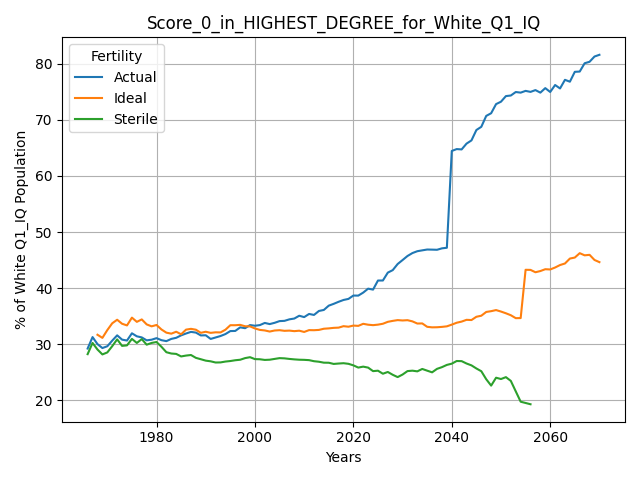 Score_0_in_HIGHEST_DEGREE_for_White_Q1_IQ
Fertility
Actual
Ideal
Sterile
% of White Q1_IQ Population
80
70
60
50
40
30
20
1980
2000
2020
2040
2060
Years